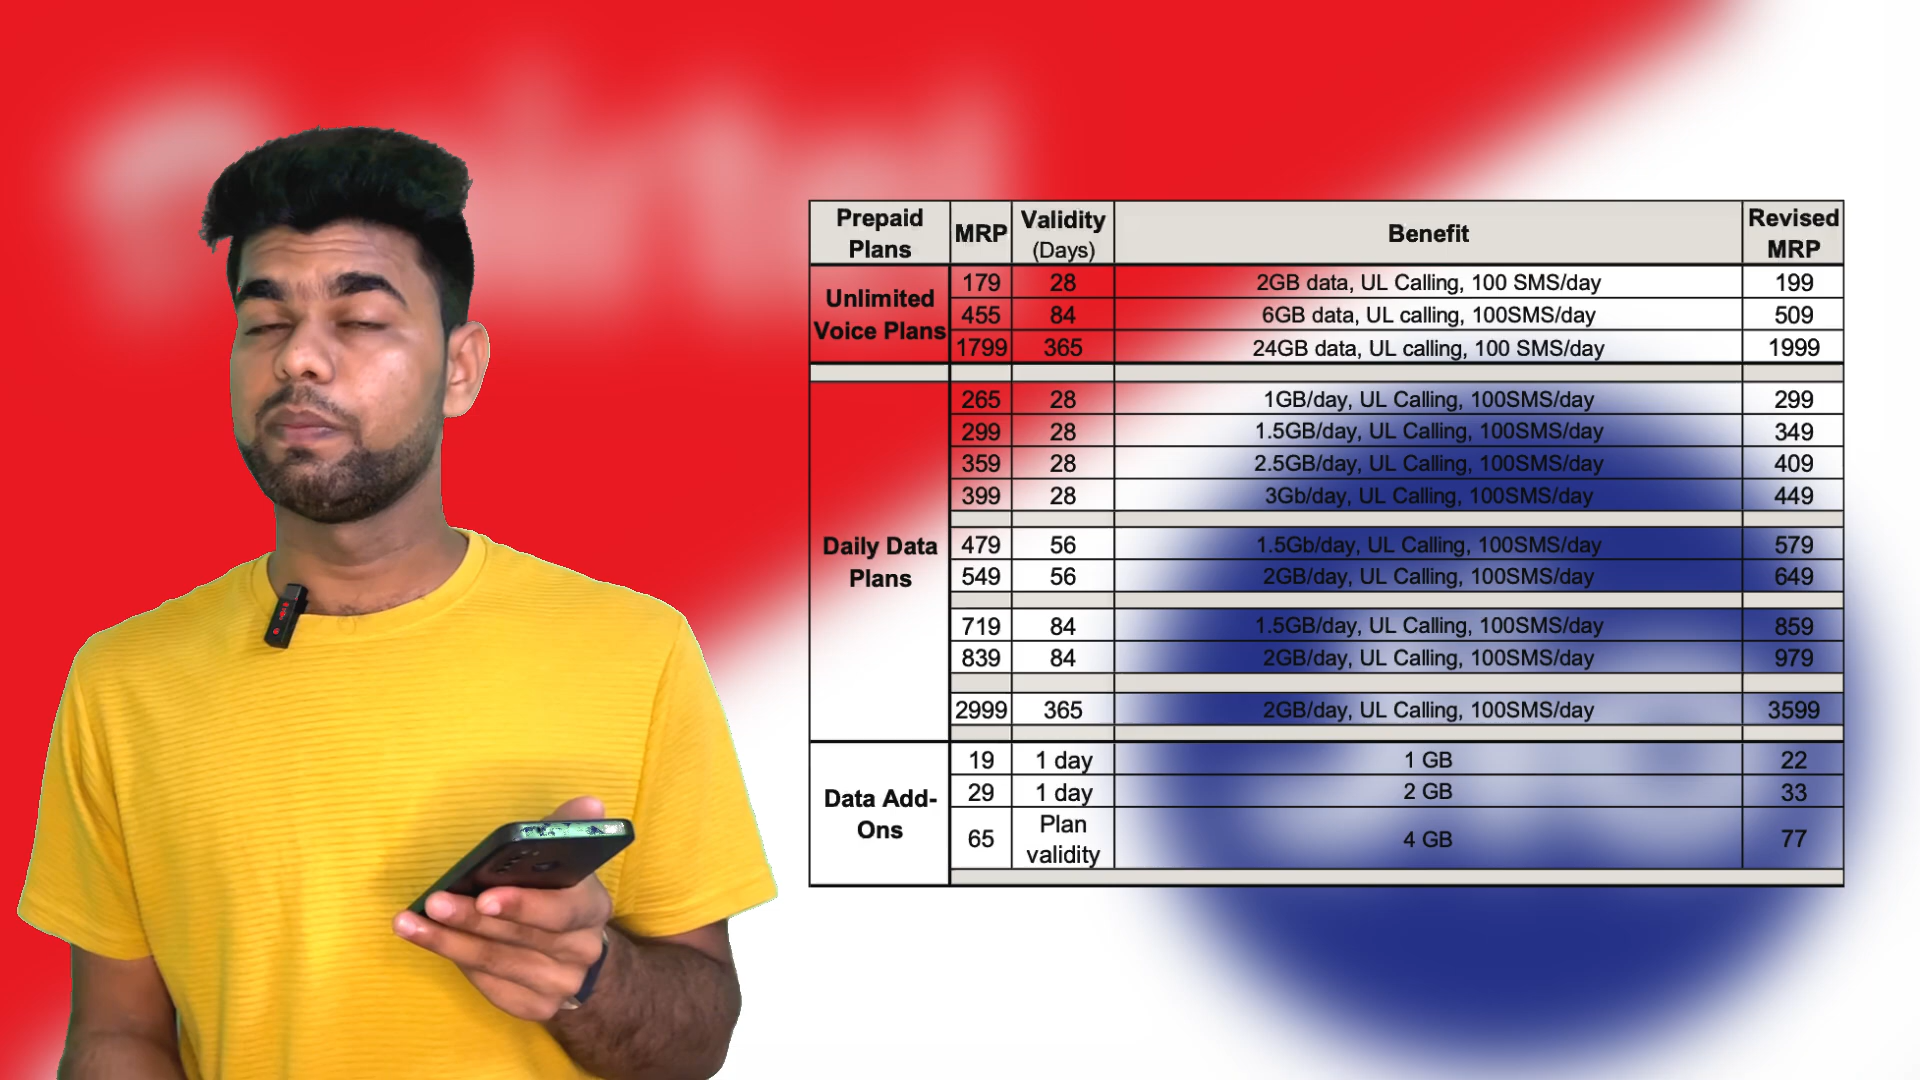 Prepaid Plans MRP Validity (Days) Benefit Revised MRP
Unlimited Voice Plans
179 28 2GB data, UL Calling, 100 SMS/day 199
455 84 6GB data, UL calling, 100SMS/day 509
1799 365 24GB data, UL calling, 100 SMS/day 1999
Daily Data Plans
265 28 1GB/day, UL Calling, 100SMS/day 299
299 28 1.5GB/day, UL Calling, 100SMS/day 349
359 28 2.5GB/day, UL Calling, 100SMS/day 409
399 28 3Gb/day, UL Calling, 100SMS/day 449
479 56 1.5Gb/day, UL Calling, 100SMS/day 579
549 56 2GB/day, UL Calling, 100SMS/day 649
719 84 1.5GB/day, UL Calling, 100SMS/day 859
839 84 2GB/day, UL Calling, 100SMS/day 979
2999 365 2GB/day, UL Calling, 100SMS/day 3599
Data Add-Ons
19 1 day 1 GB 22
29 1 day 2 GB 33
65 Plan validity 4 GB 77